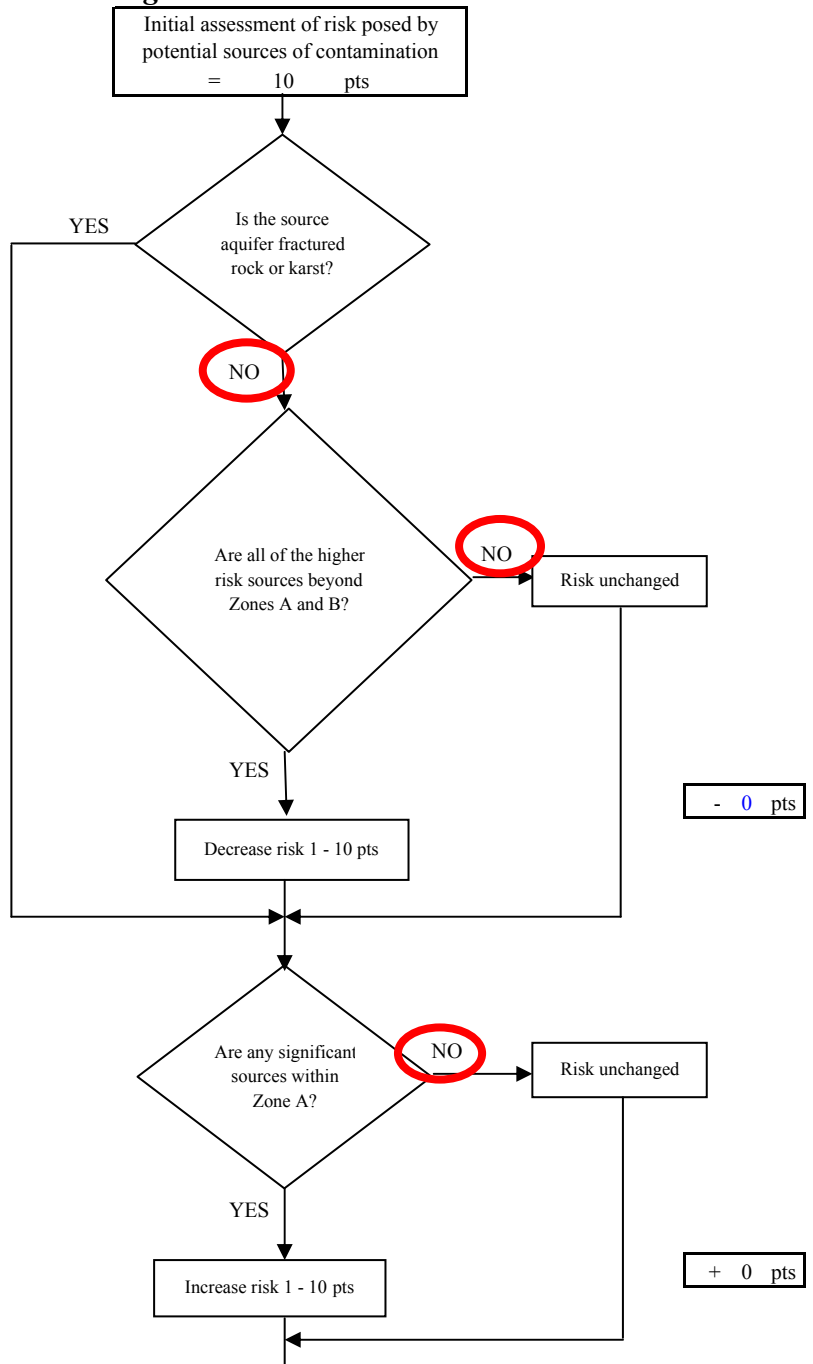 Initial assessment of risk posed by
potential sources of contamination
= 10 pts
YES
Is the source
aquifer fractured
rock or karst?
NO
Are all of the higher
risk sources beyond
Zones A and B?
NO
Risk unchanged
YES
- 0 pts
Decrease risk 1 - 10 pts
Are any significant
sources within
Zone A?
NO
Risk unchanged
YES
Increase risk 1 - 10 pts
+ 0 pts